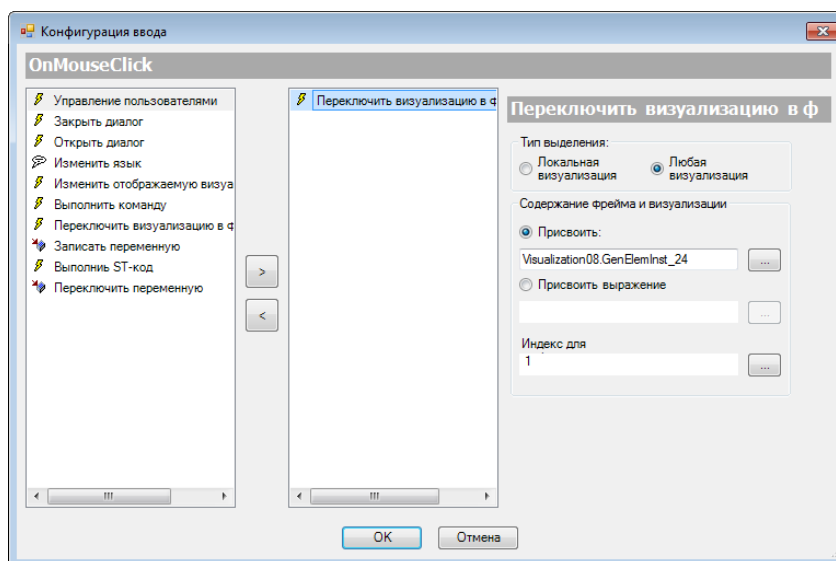 Конфигурация ввода
OnMouseClick
Управление пользователями
Закрыть диалог
Открыть диалог
Изменить язык
Изменить отображаемую визуа
Выполнить команду
Переключить визуализацию в ф
Записать переменную
Выполниь ST-код
Переключить переменную
>
<
Переключить визуализацию в ф
Переключить визуализацию в ф
Тип выделения:
Локальная визуализация
Любая визуализация
Содержание фрейма и визуализации
Присвоить:
Visualization08.GenElemInst_24
...
Присвоить выражение
...
Индекс для
1
...
OK
Отмена